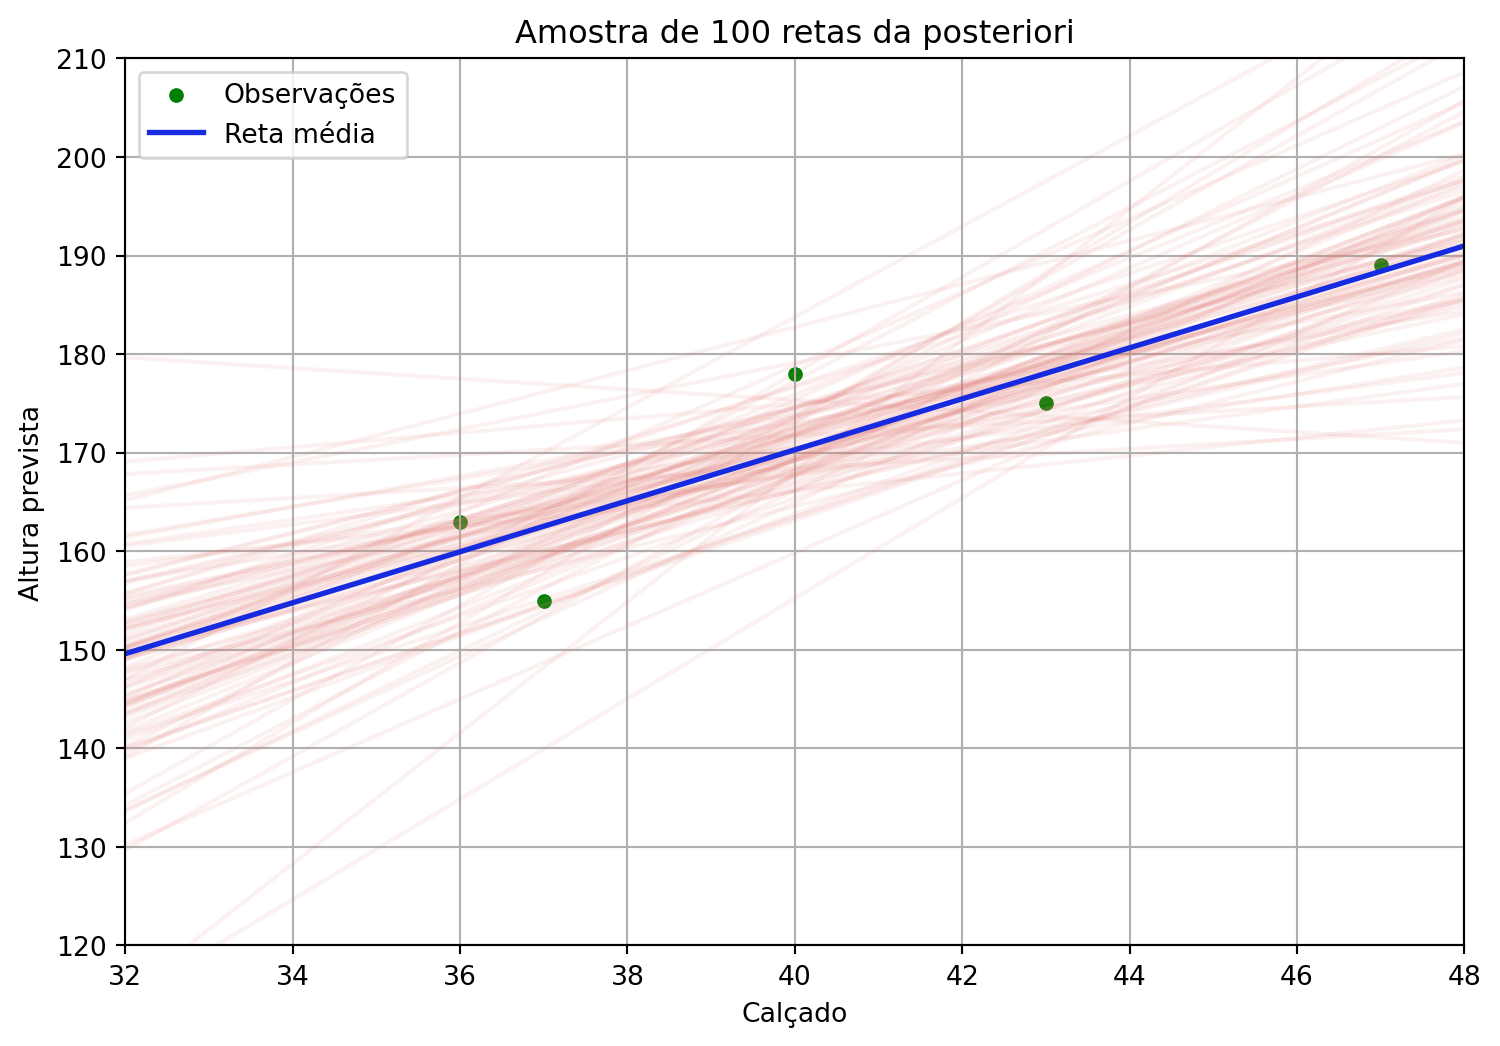 Amostra de 100 retas da posteriori
Observações
Reta média
Altura prevista
210
200
190
180
170
160
150
140
130
120
32 34 36 38 40 42 44 46 48
Calçado